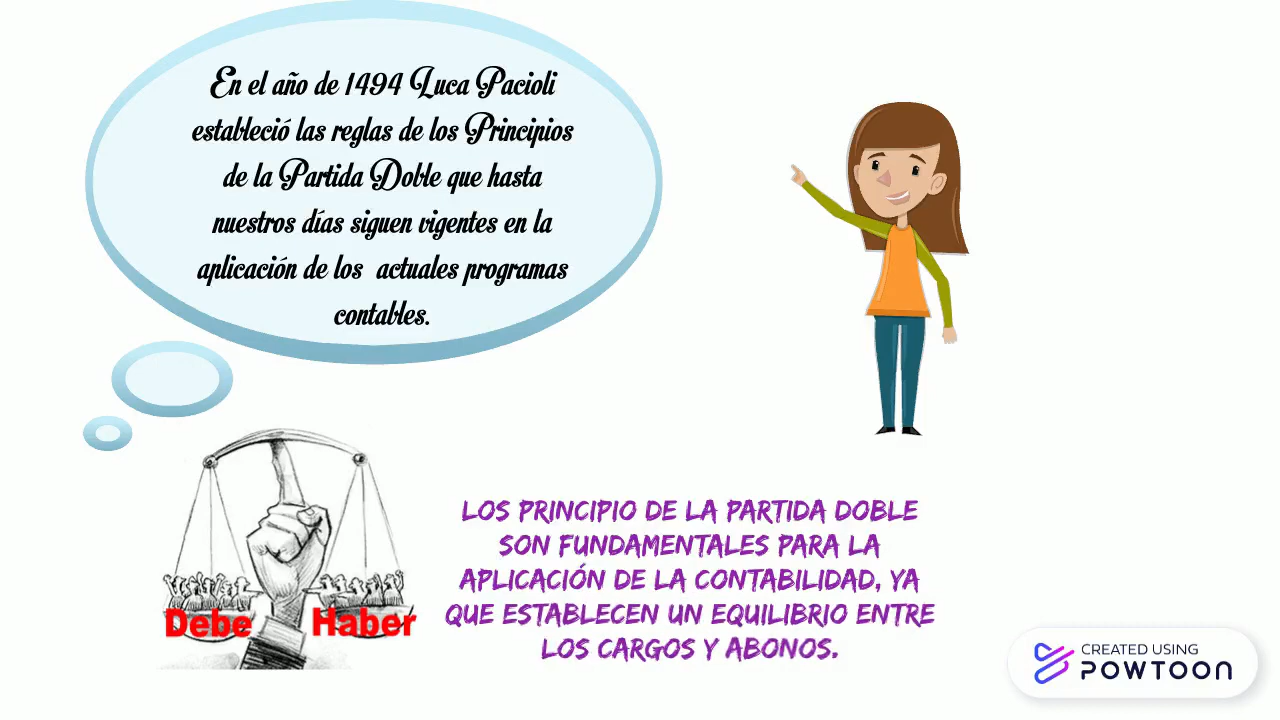 En el año de 1494 Luca Pacioli
estableció las reglas de los Principios
de la Partida Doble que hasta
nuestros días siguen vigentes en la
aplicación de los actuales programas
contables.
Debe Haber
LOS PRINCIPIO DE LA PARTIDA DOBLE
SON FUNDAMENTALES PARA LA
APLICACIÓN DE LA CONTABILIDAD, YA
QUE ESTABLECEN UN EQUILIBRIO ENTRE
LOS CARGOS Y ABONOS.
CREATED USING
POWTOON